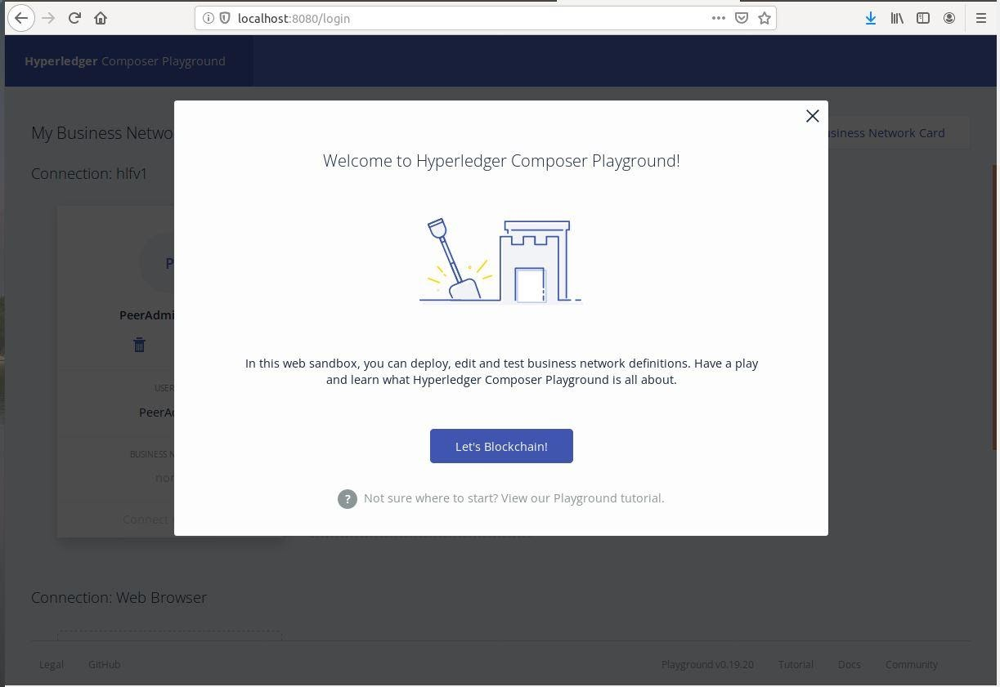 localhost:8080/login
Hyperledger Composer Playground
My Business Netwo
usiness Network Card
Connection: hlfv1
Welcome to Hyperledger Composer Playground!
P
PeerAdmi
In this web sandbox, you can deploy, edit and test business network definitions. Have a play
and learn what Hyperledger Composer Playground is all about.
USER
PeerAd
Let's Blockchain!
BUSINESS N
non
? Not sure where to start? View our Playground tutorial.
Connect
Connection: Web Browser
Legal GitHub Playground v0.19.20 Tutorial Docs Community